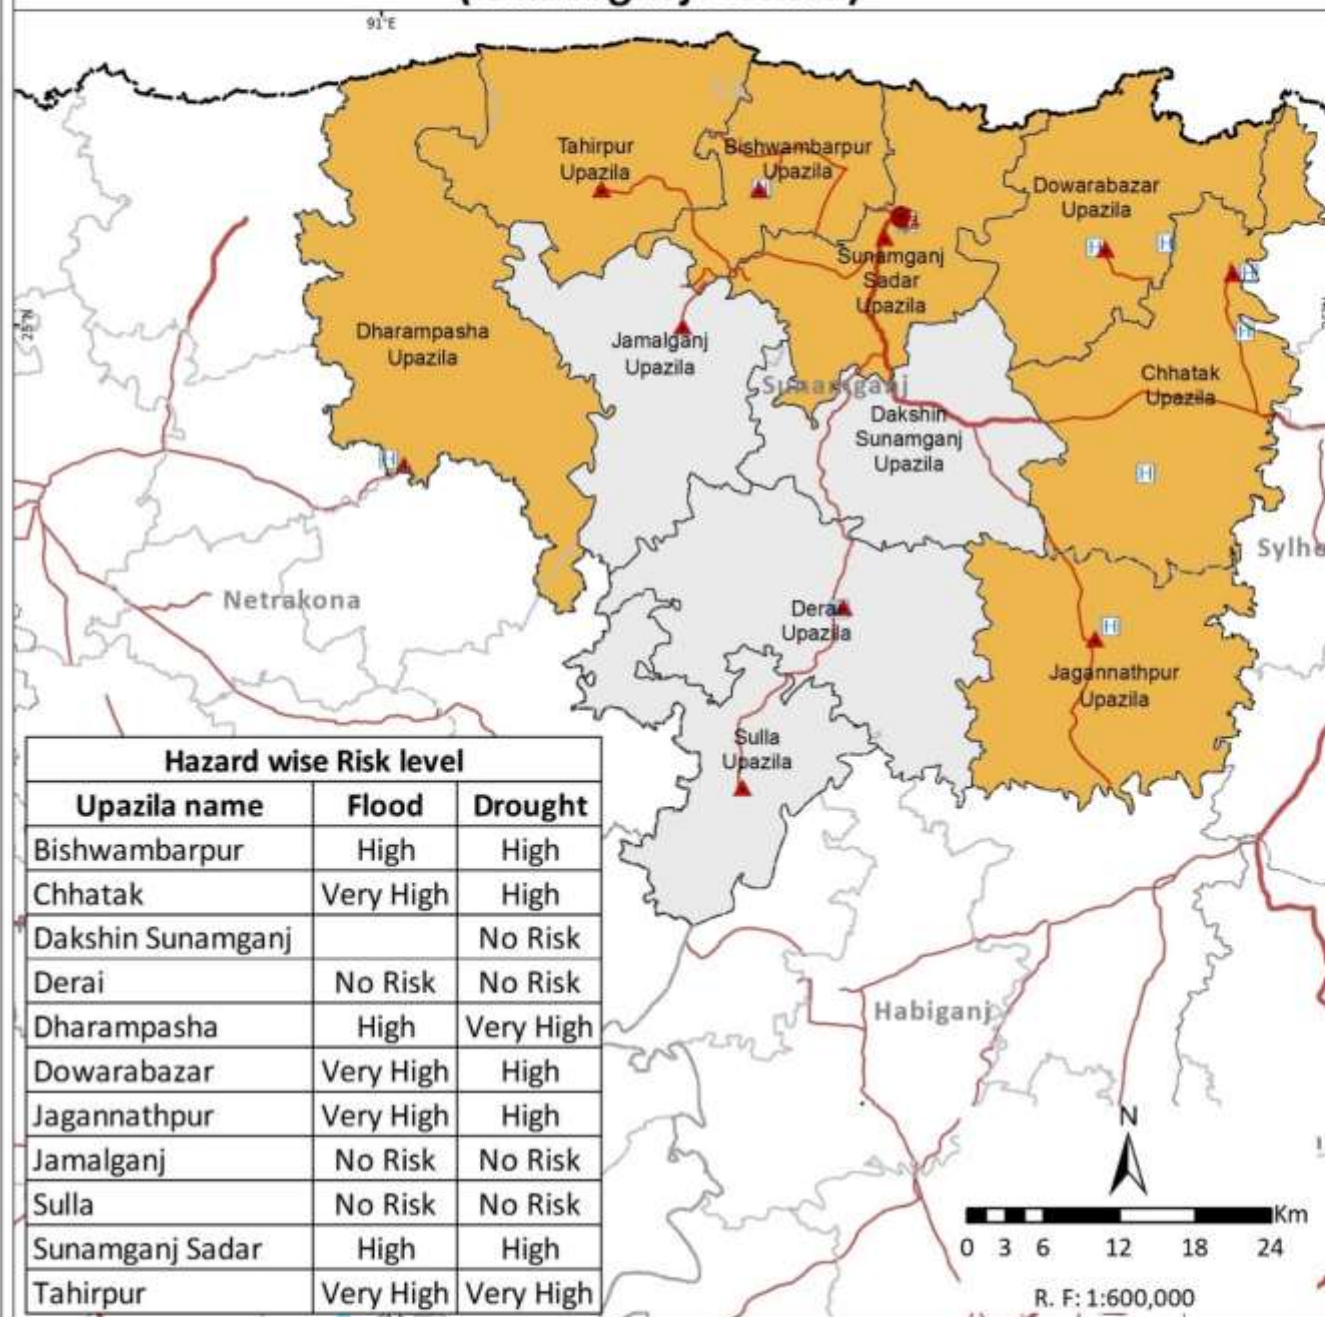 91°E
Tahirpur
Upazila
Bishwambarpur
Upazila
Dowarabazar
Upazila
Sunamganj
Sadar
Upazila
25°N
Dharampasha
Upazila
Jamalganj
Upazila
Chhatak
Upazila
Sunamganj
Dakshin
Sunamganj
Upazila
H
H
H
H
H
H
H
Sylhe
Netrakona
Derai
Upazila
Jagannathpur
Upazila
Sulla
Upazila
Hazard wise Risk level
Upazila name Flood Drought
Bishwambarpur High High
Chhatak Very High High
Dakshin Sunamganj No Risk
Derai No Risk No Risk
Dharampasha High Very High
Dowarabazar Very High High
Jagannathpur Very High High
Jamalganj No Risk No Risk
Sulla No Risk No Risk
Sunamganj Sadar High High
Tahirpur Very High Very High
Habiganj
N
Km
0 3 6 12 18 24
R. F: 1:600,000